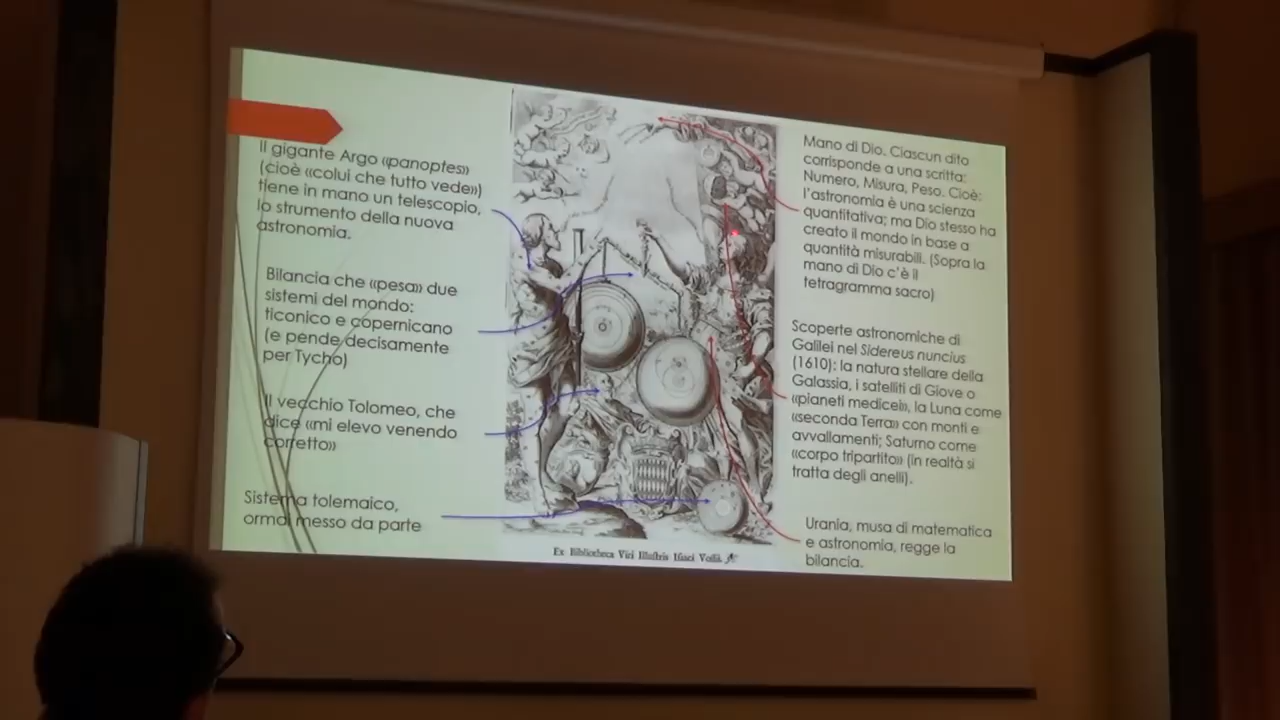 Il gigante Argo «panoptes»
(cioè «colui che tutto vede»)
tiene in mano un telescopio,
lo strumento della nuova
astronomia.
Bilancia che «pesa» due
sistemi del mondo:
ticonico e copernicano
(e pende decisamente
per Tycho)
Il vecchio Tolomeo, che
dice «mi elevo venendo
corretto»
Sistema tolemaico,
ormai messo da parte
Ex Bibliotheca Viri Illustris Isaaci Vossii.
Mano di Dio. Ciascun dito
corrisponde a una scritta:
Numero, Misura, Peso. Cioè:
l'astronomia è una scienza
quantitativa; ma Dio stesso ha
creato il mondo in base a
quantità misurabili. (Sopra la
mano di Dio c'è il
tetragramma sacro)
Scoperte astronomiche di
Galilei nel Sidereus nuncius
(1610): la natura stellare della
Galassia, i satelliti di Giove o
«pianeti medicei», la Luna come
«seconda Terra» con monti e
avvallamenti; Saturno come
«corpo tripartito» (in realtà si
tratta degli anelli).
Urania, musa di matematica
e astronomia, regge la
bilancia.